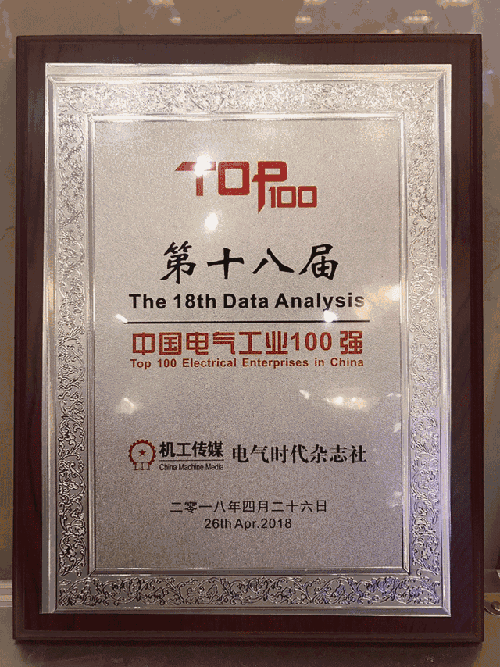 TOP100
第十八届
The 18th Data Analysis
中国电气工业100强
Top 100 Electrical Enterprises in China
机工传媒 电气时代杂志社
China Machine Media
二零一八年四月二十六日
26th Apr.2018